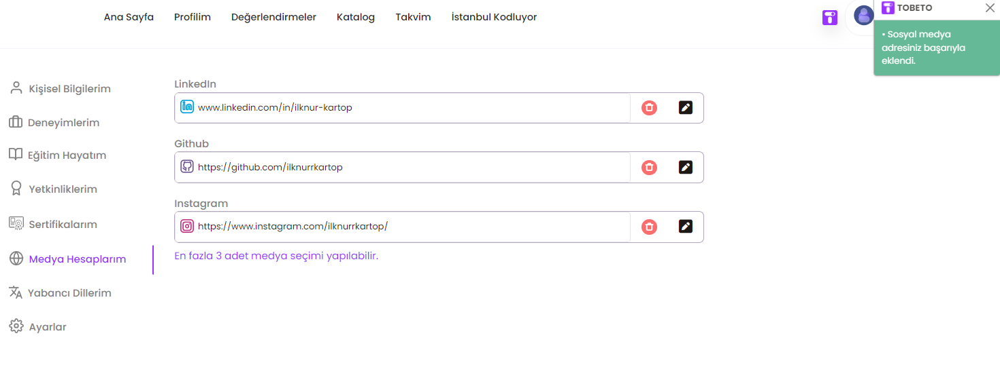 Ana Sayfa Profilim Değerlendirmeler Katalog Takvim İstanbul Kodluyor
TOBETO
• Sosyal medya
adresiniz başarıyla
eklendi.
Kişisel Bilgilerim
Deneyimlerim
Eğitim Hayatım
Yetkinliklerim
Sertifikalarım
Medya Hesaplarım
Yabancı Dillerim
Ayarlar
LinkedIn
www.linkedin.com/in/ilknur-kartop
Github
https://github.com/ilknurrkartop
Instagram
https://www.instagram.com/ilknurrkartop/
En fazla 3 adet medya seçimi yapılabilir.